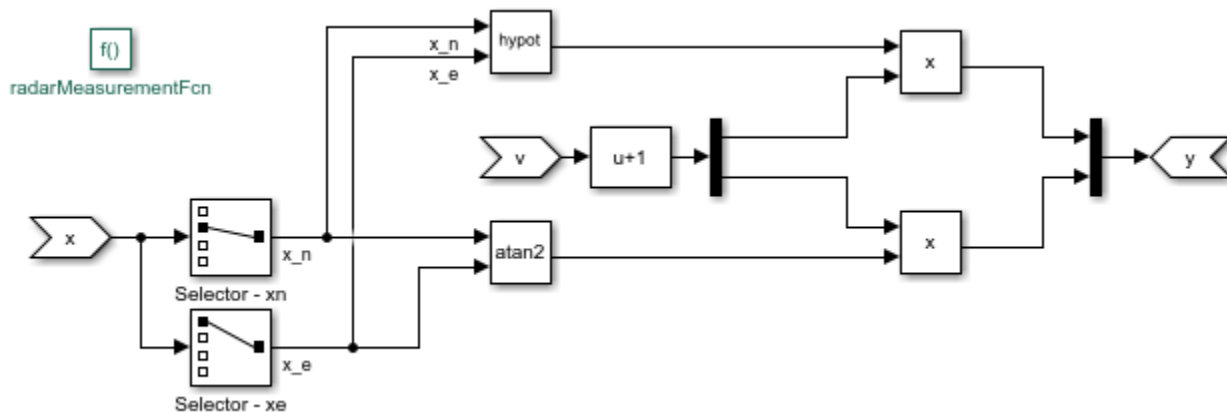 f()
radarMeasurementFcn
x_n
x_e
hypot
x
v
u+1
y
x
x_n
Selector - xn
atan2
x
x_e
Selector - xe